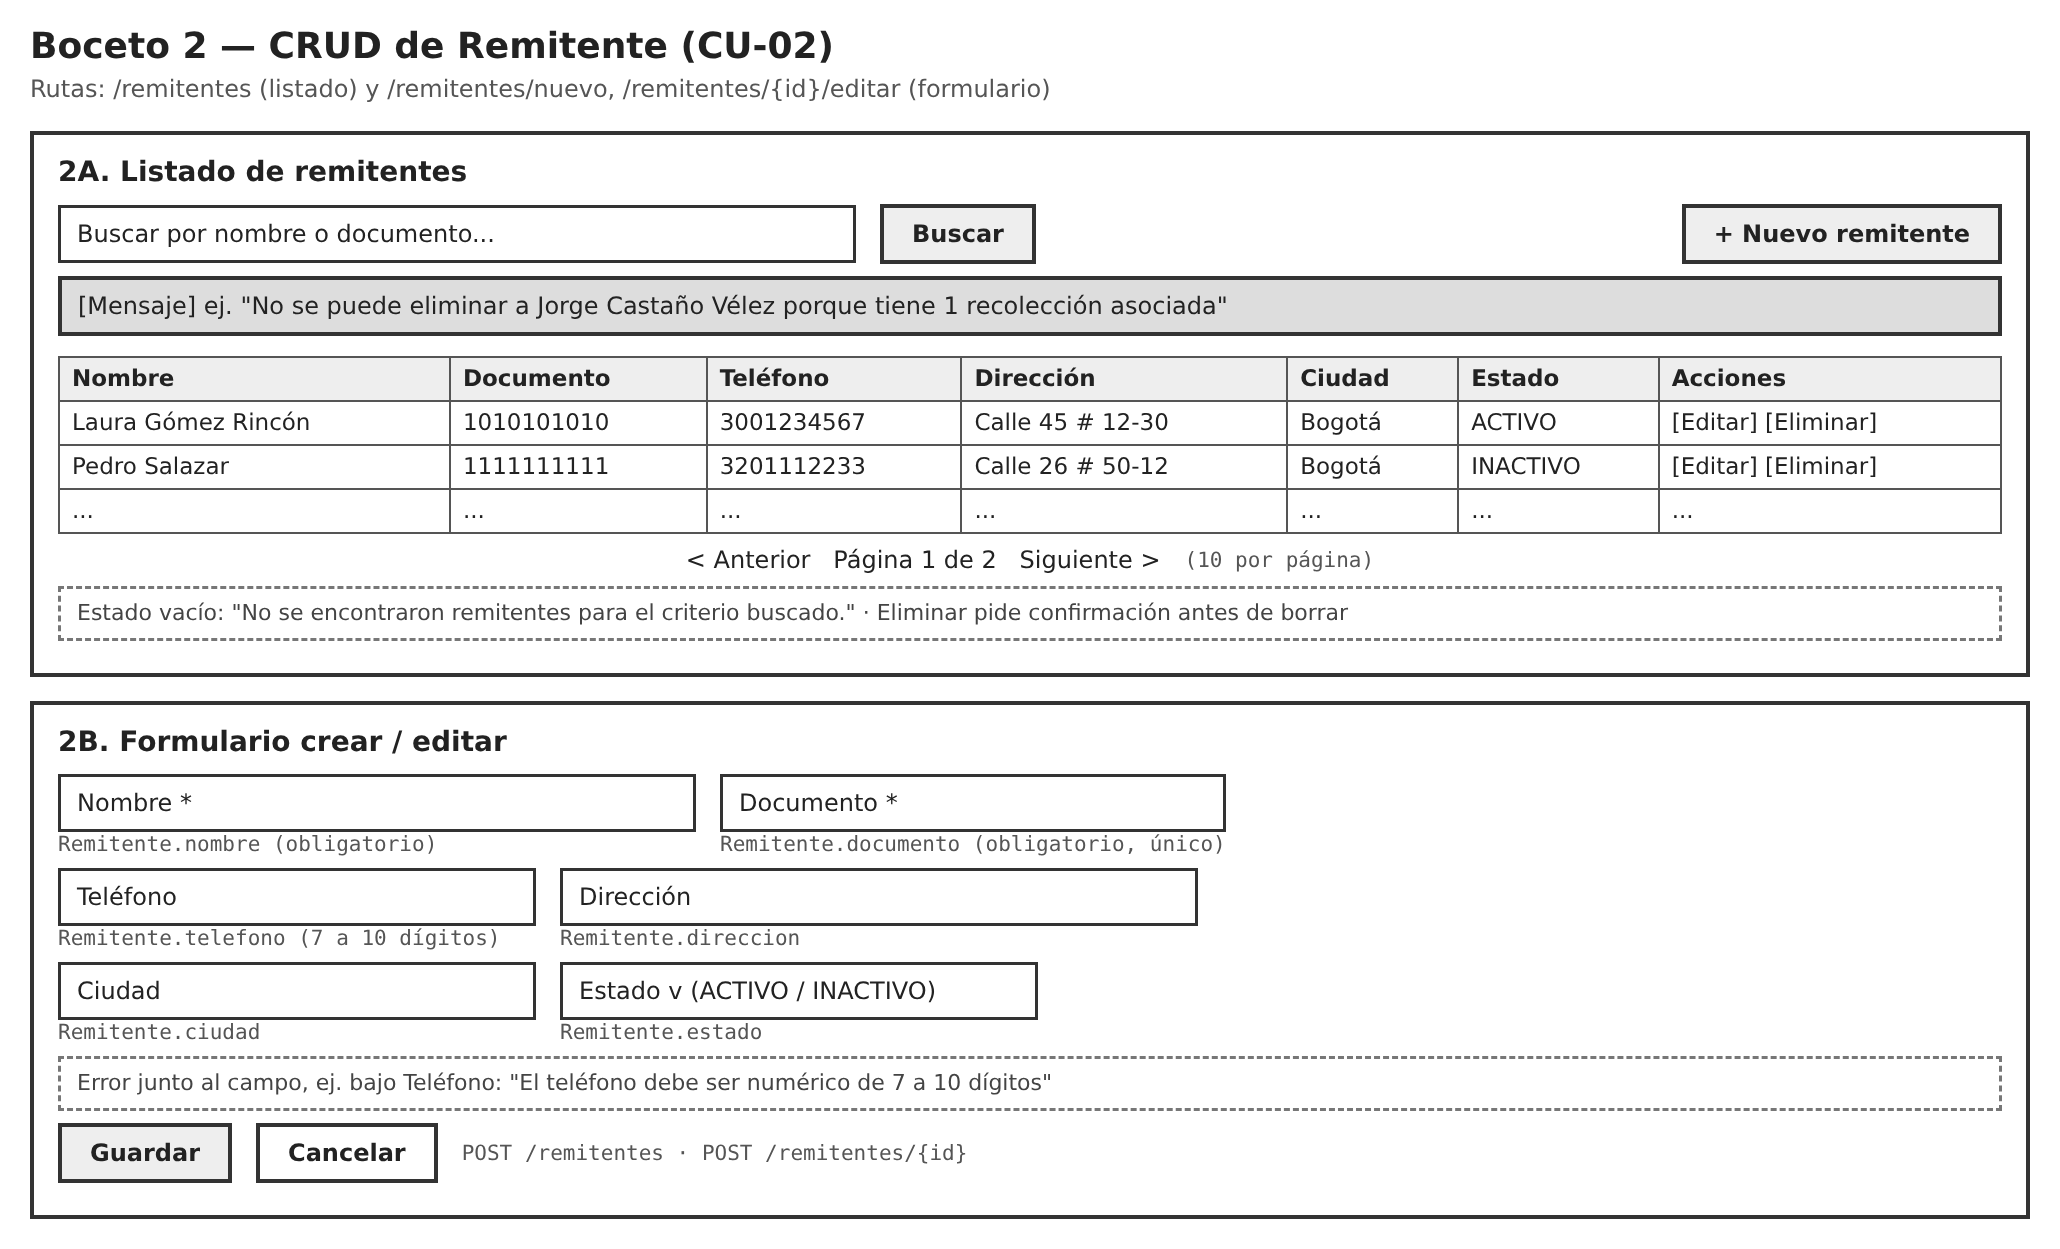 Boceto 2 — CRUD de Remitente (CU-02)
Rutas: /remitentes (listado) y /remitentes/nuevo, /remitentes/{id}/editar (formulario)
2A. Listado de remitentes
Buscar por nombre o documento... Buscar + Nuevo remitente
[Mensaje] ej. "No se puede eliminar a Jorge Castaño Vélez porque tiene 1 recolección asociada"
Nombre Documento Teléfono Dirección Ciudad Estado Acciones
Laura Gómez Rincón 1010101010 3001234567 Calle 45 # 12-30 Bogotá ACTIVO [Editar] [Eliminar]
Pedro Salazar 1111111111 3201112233 Calle 26 # 50-12 Bogotá INACTIVO [Editar] [Eliminar]
... ... ... ... ... ... ...
< Anterior Página 1 de 2 Siguiente > (10 por página)
Estado vacío: "No se encontraron remitentes para el criterio buscado." · Eliminar pide confirmación antes de borrar
2B. Formulario crear / editar
Nombre * Documento *
Remitente.nombre (obligatorio) Remitente.documento (obligatorio, único)
Teléfono Dirección
Remitente.telefono (7 a 10 dígitos) Remitente.direccion
Ciudad Estado v (ACTIVO / INACTIVO)
Remitente.ciudad Remitente.estado
Error junto al campo, ej. bajo Teléfono: "El teléfono debe ser numérico de 7 a 10 dígitos"
Guardar Cancelar POST /remitentes · POST /remitentes/{id}